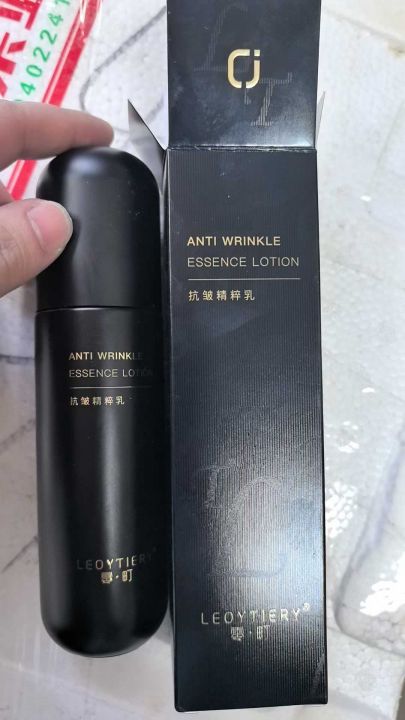 0402241
ANTI WRINKLE
ESSENCE LOTION
抗皱精粹乳
LEOYTIERY®
ANTI WRINKLE
ESSENCE LOTION
抗皱精粹乳
LEOYTIERY